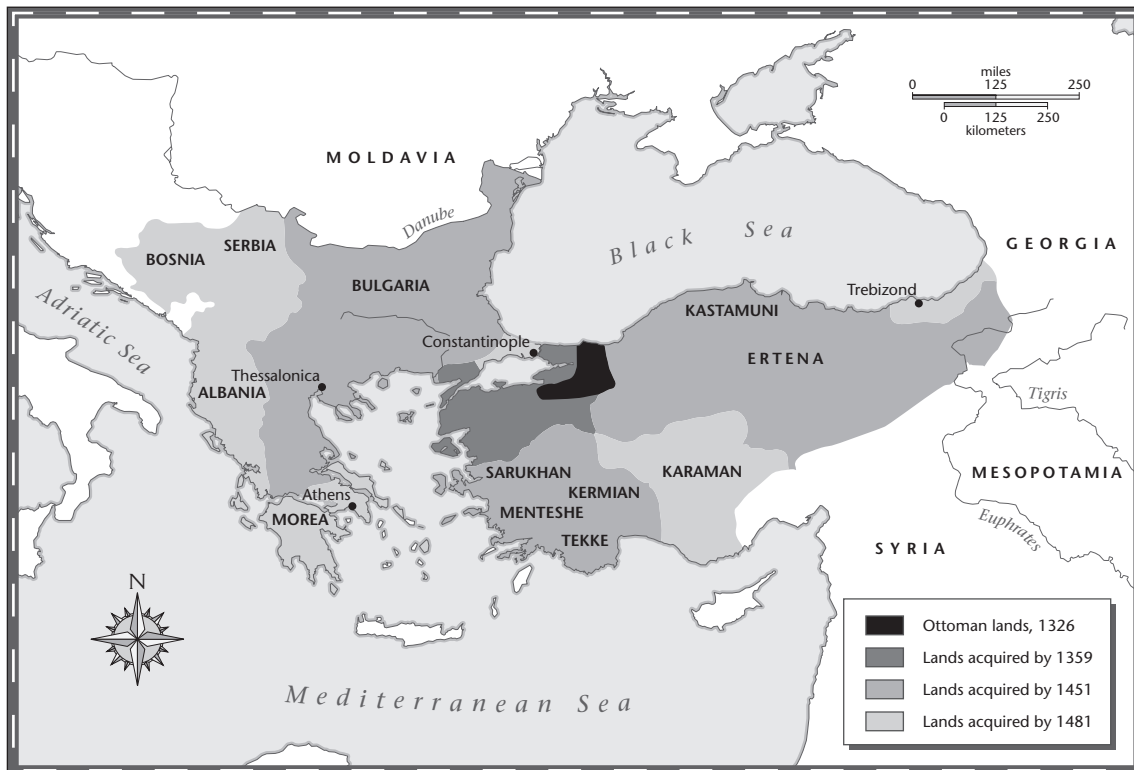 miles
0 125 250
0 125 250
kilometers
MOLDAVIA
Danube
Black Sea
GEORGIA
SERBIA
BOSNIA
BULGARIA
Trebizond
KASTAMUNI
Adriatic Sea
Constantinople
ERTENA
Thessalonica
ALBANIA
Tigris
SARUKHAN
KARAMAN
MESOPOTAMIA
KERMIAN
Athens
MENTESHE
MOREA
Euphrates
TEKKE
SYRIA
N
Mediterranean Sea
Ottoman lands, 1326
Lands acquired by 1359
Lands acquired by 1451
Lands acquired by 1481